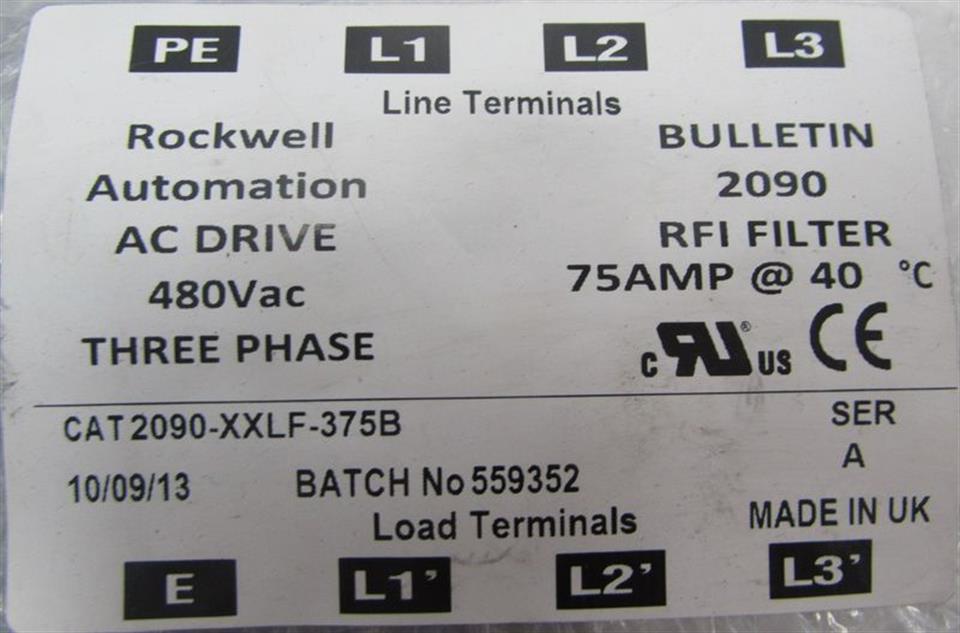 PE L1 L2 L3
Line Terminals
Rockwell
Automation
AC DRIVE
480Vac
THREE PHASE
BULLETIN
2090
RFI FILTER
75AMP @ 40 °C
c RU ® US CE
CAT 2090-XXLF-375B
SER
A
10/09/13 BATCH No 559352
Load Terminals
MADE IN UK
E L1' L2' L3'